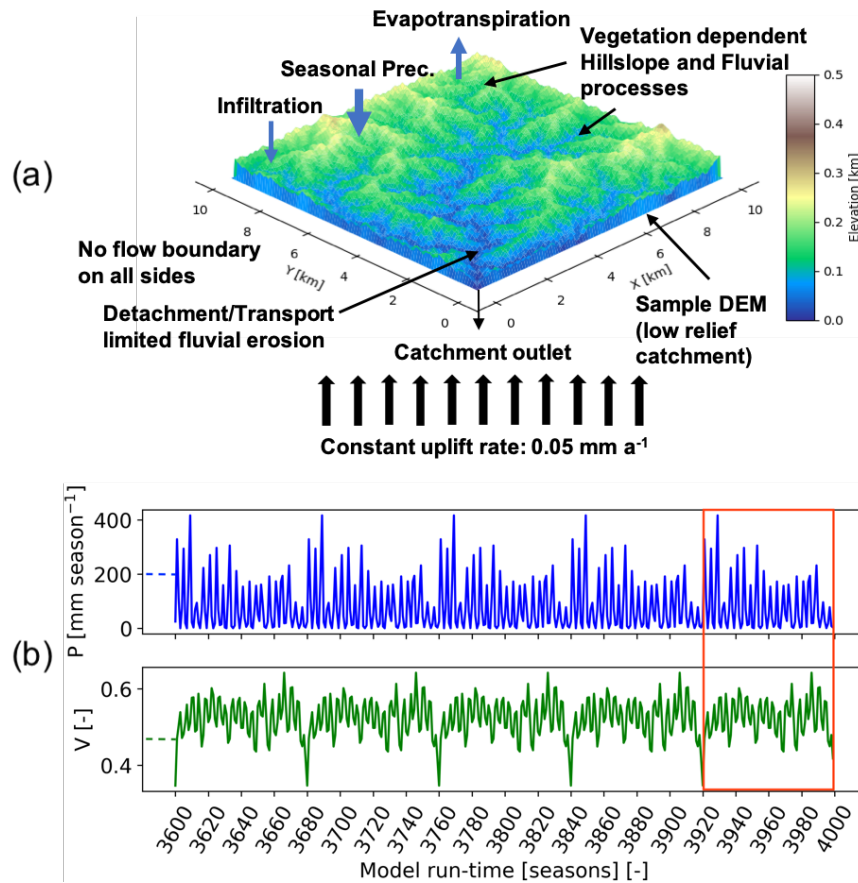 (a)
Evapotranspiration
Seasonal Prec.
Infiltration
Vegetation dependent
Hillslope and Fluvial
processes
0.5
0.4
0.3
0.2
0.1
0.0
Elevation [km]
10
8
6
4
2
0
Y [km]
0
2
4
6
8
10
X [km]
No flow boundary
on all sides
Detachment/Transport
limited fluvial erosion
Sample DEM
(low relief
catchment)
Catchment outlet
Constant uplift rate: 0.05 mm a⁻¹
(b)
P [mm season⁻¹]
400
200
0
V [-]
0.6
0.4
3600
3620
3640
3660
3680
3700
3720
3740
3760
3780
3800
3820
3840
3860
3880
3900
3920
3940
3960
3980
4000
Model run-time [seasons] [-]